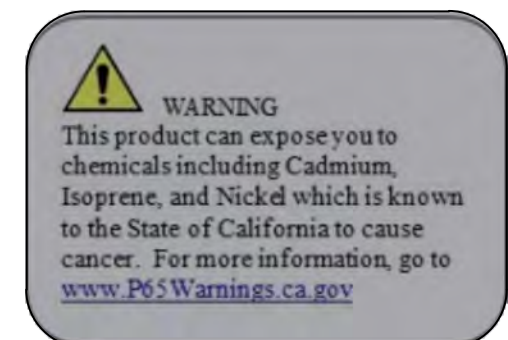 WARNING
This product can expose you to
chemicals including Cadmium,
Isoprene, and Nickel which is known
to the State of California to cause
cancer. For more information, go to
www.P65Warnings.ca.gov